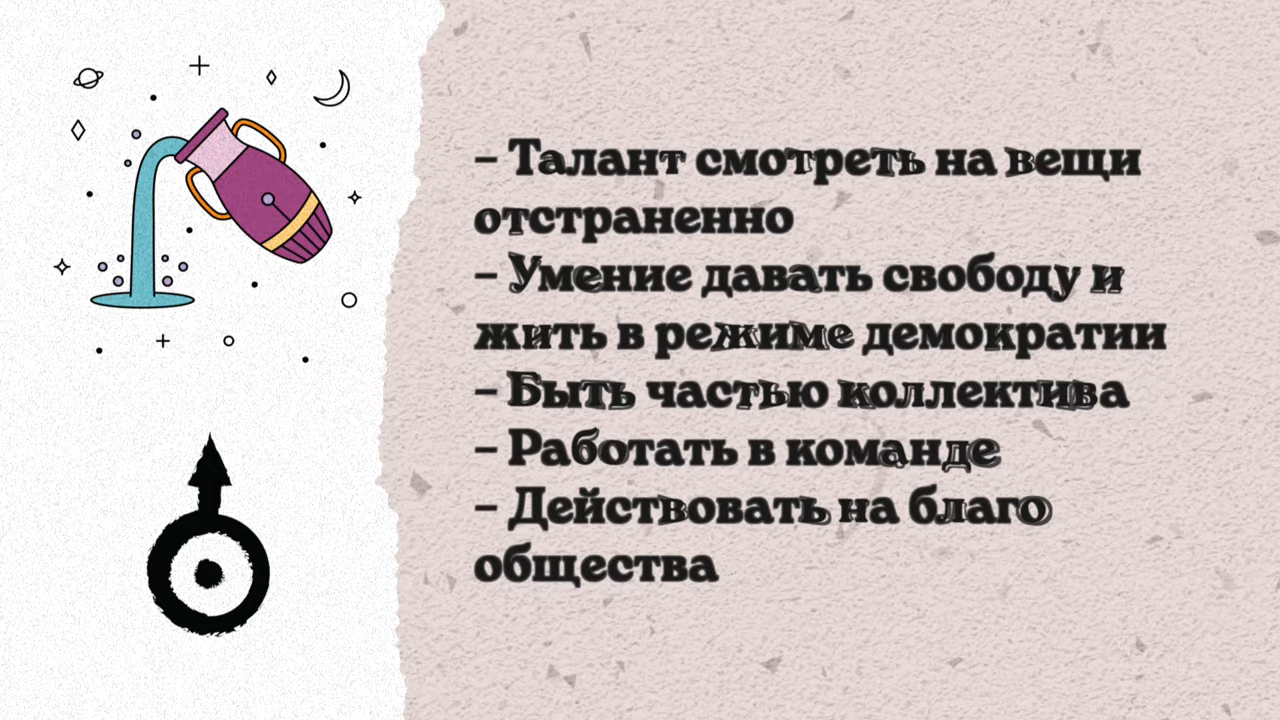 – Талант смотреть на вещи
отстраненно
– Умение давать свободу и
жить в режиме демократии
– Быть частью коллектива
– Работать в команде
– Действовать на благо
общества